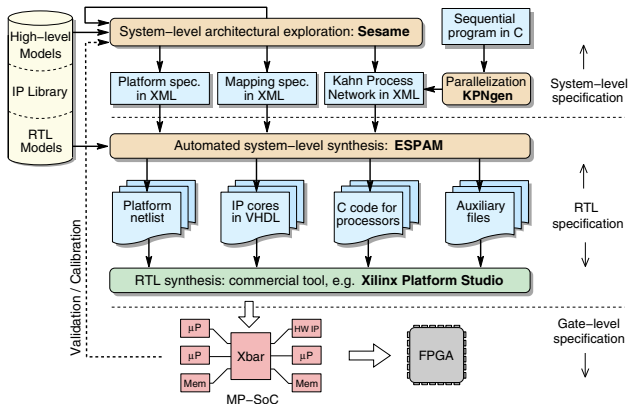 High−level
Models
IP Library
RTL
Models
System−level architectural exploration: Sesame
Sequential
program in C
Platform spec.
in XML
Mapping spec.
in XML
Kahn Process
Network in XML
Parallelization
KPNgen
System−level
specification
Automated system−level synthesis: ESPAM
Platform
netlist
IP cores
in VHDL
C code for
processors
Auxiliary
files
RTL
specification
RTL synthesis: commercial tool, e.g. Xilinx Platform Studio
Validation / Calibration
μP
μP
Mem
Xbar
HW IP
μP
Mem
MP−SoC
FPGA
Gate−level
specification